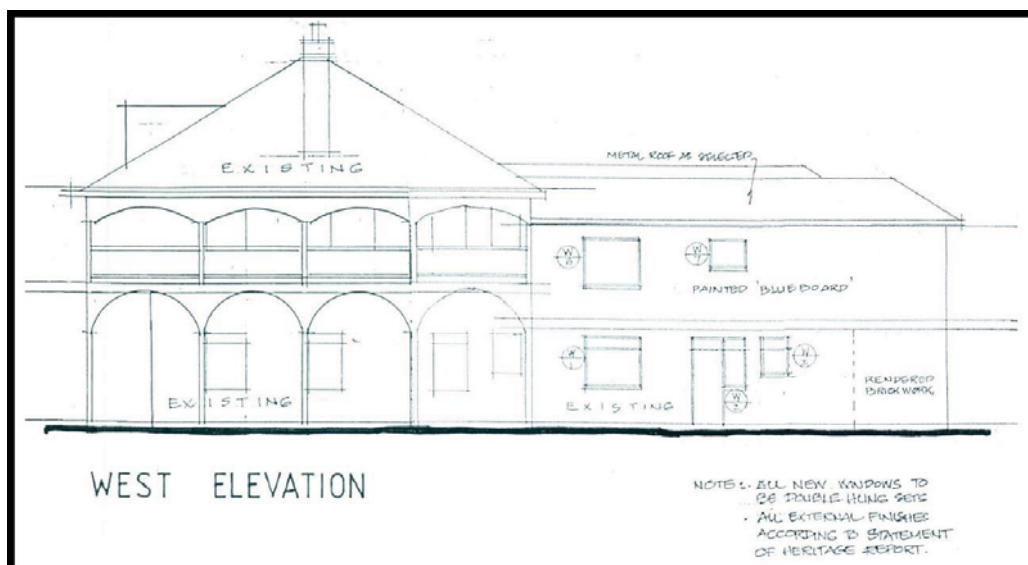 EXISTING
METAL ROOF AS SELECTED
PAINTED 'BLUEBOARD'
EXISTING
EXISTING
RENDERED
BRICKWORK
WEST ELEVATION
NOTE:- ALL NEW WINDOWS TO
BE DOUBLE HUNG SETS
- ALL EXTERNAL FINISHES
ACCORDING TO STATEMENT
OF HERITAGE REPORT.